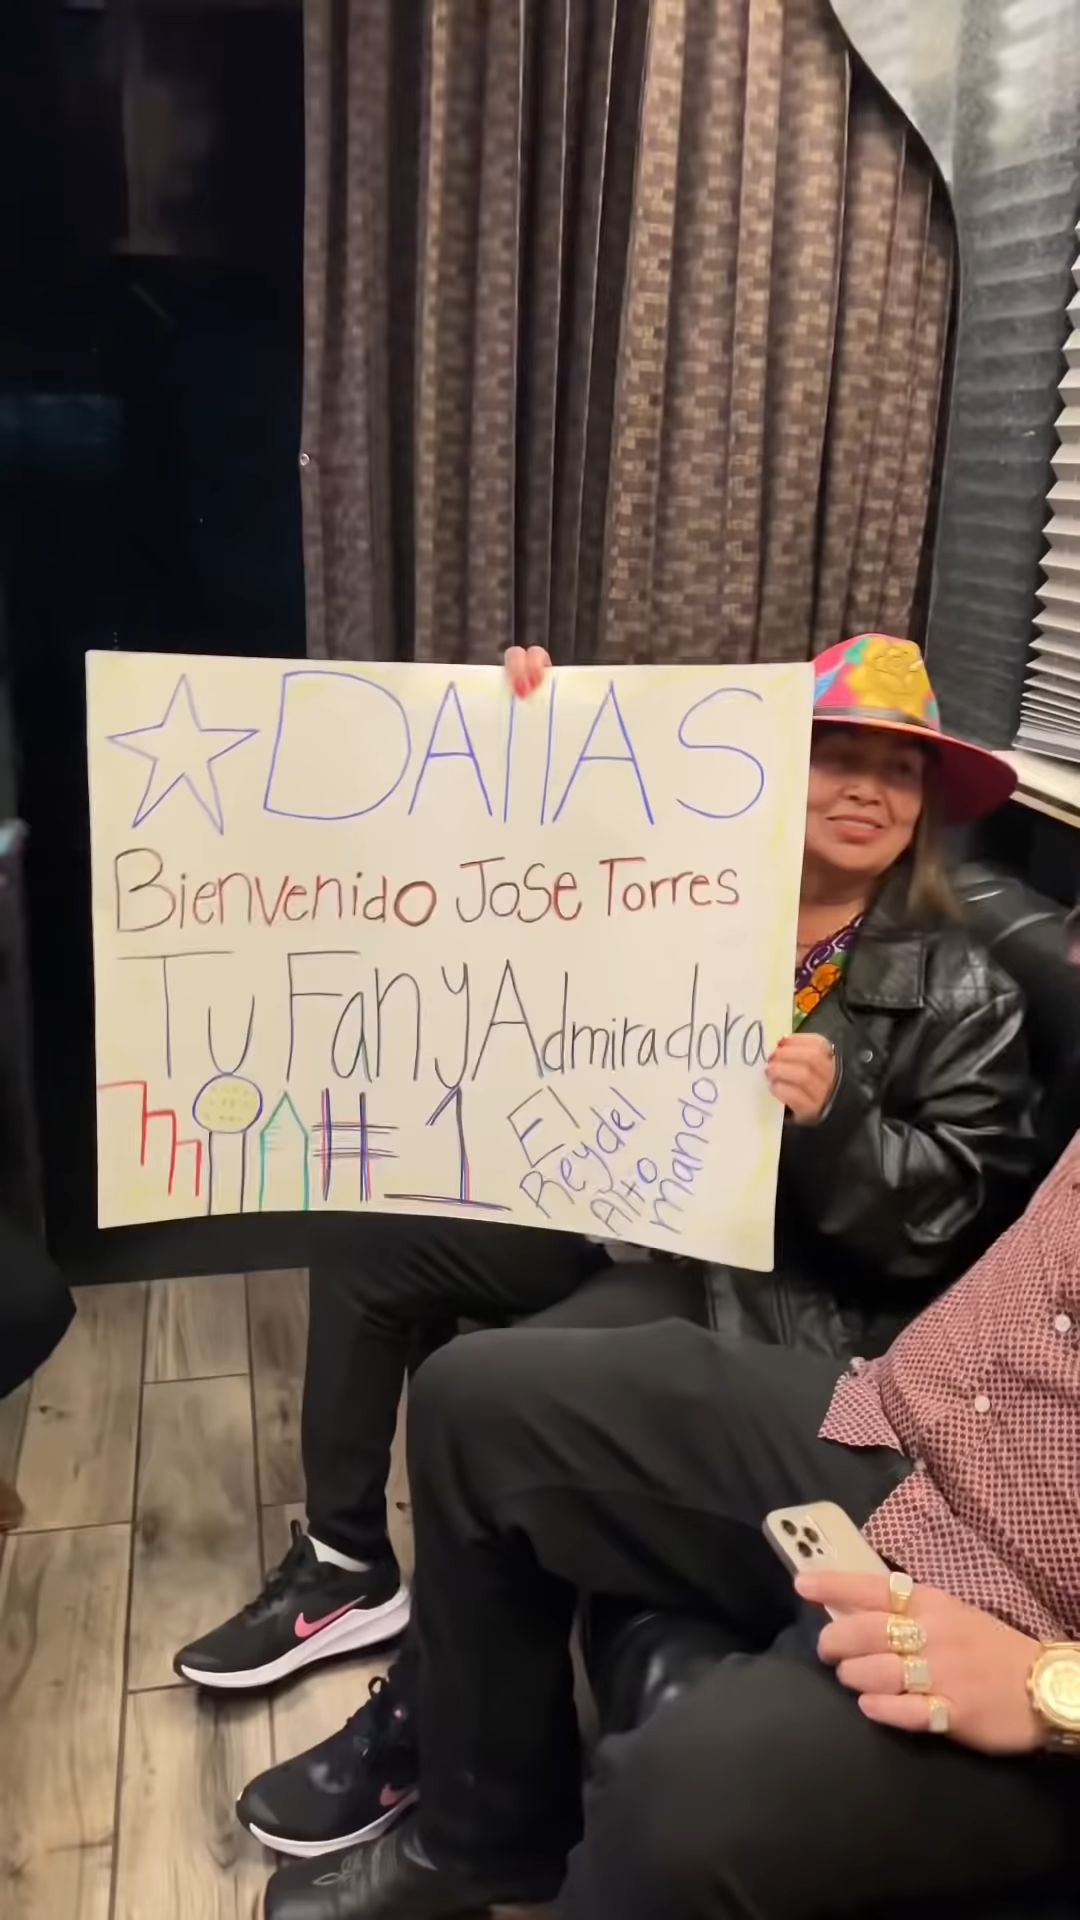 DAllAS
Bienvenido JoSe Torres
Tu Fan y Admiradora
#1
El
Rey del
Alto
mando